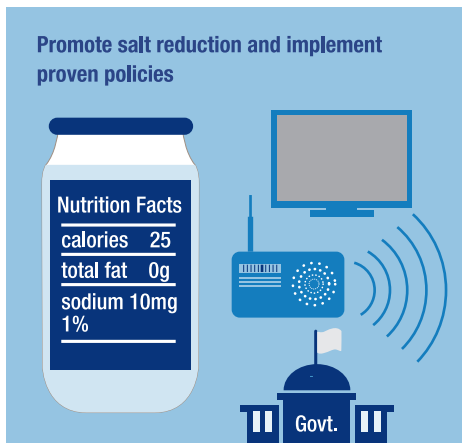 Promote salt reduction and implement
proven policies
Nutrition Facts
calories 25
total fat 0g
sodium 10mg
1%
Govt.